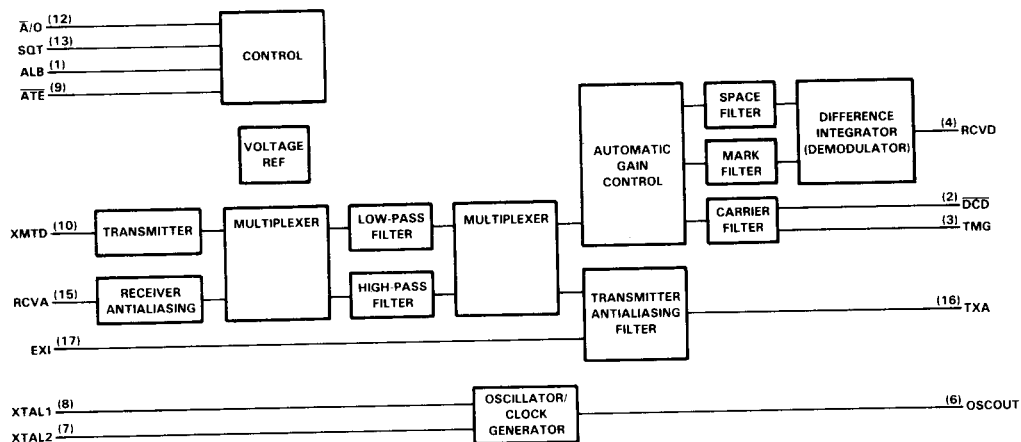 A̅/O (12)
SQT (13)
ALB (1)
A̅T̅E̅ (9)
CONTROL
VOLTAGE
REF
XMTD (10)
TRANSMITTER
RCVA (15)
RECEIVER
ANTIALIASING
EXI (17)
MULTIPLEXER
LOW-PASS
FILTER
HIGH-PASS
FILTER
MULTIPLEXER
AUTOMATIC
GAIN
CONTROL
SPACE
FILTER
MARK
FILTER
CARRIER
FILTER
DIFFERENCE
INTEGRATOR
(DEMODULATOR)
(4) RCVD
(2) D̅C̅D̅
(3) TMG
TRANSMITTER
ANTIALIASING
FILTER
(16) TXA
XTAL1 (8)
XTAL2 (7)
OSCILLATOR/
CLOCK
GENERATOR
(6) OSCOUT